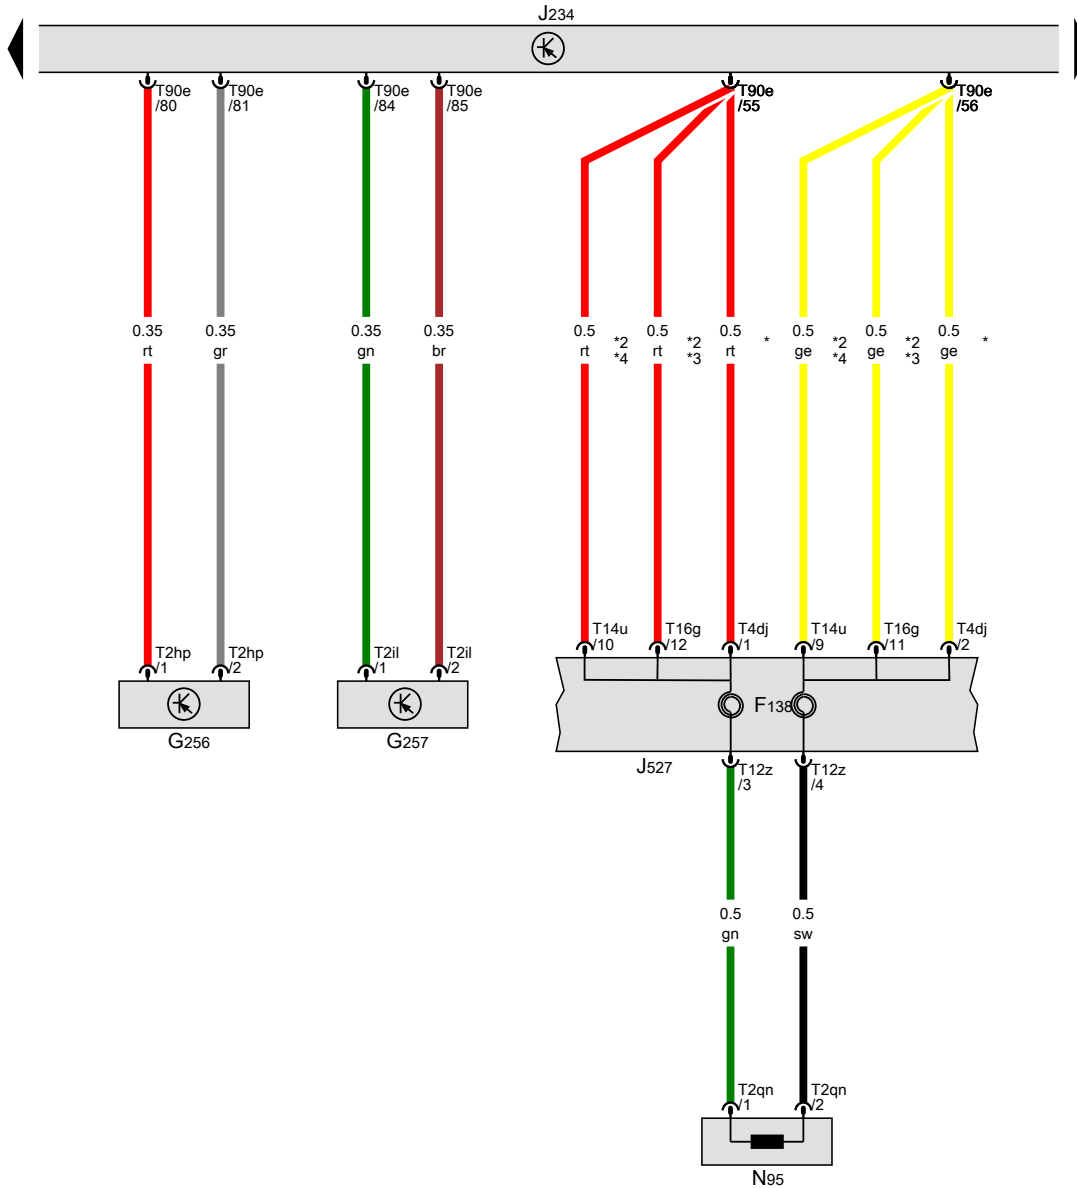 J234
T90e T90e T90e T90e T90e T90e
/80 /81 /84 /85 /55 /56
0.35 0.35 0.35 0.35 0.5 0.5 0.5 0.5 0.5 0.5
*2 *2 * *2 *2 *
rt gr gn br rt rt rt ge ge ge
*4 *3 *4 *3
T14u T16g T4dj T14u T16g T4dj
/10 /12 /1 /9 /11 /2
T2hp T2hp T2il T2il
/1 /2 /1 /2
F138
G256 G257
J527
T12z T12z
/3 /4
0.5 0.5
gn sw
T2qn T2qn
/1 /2
N95